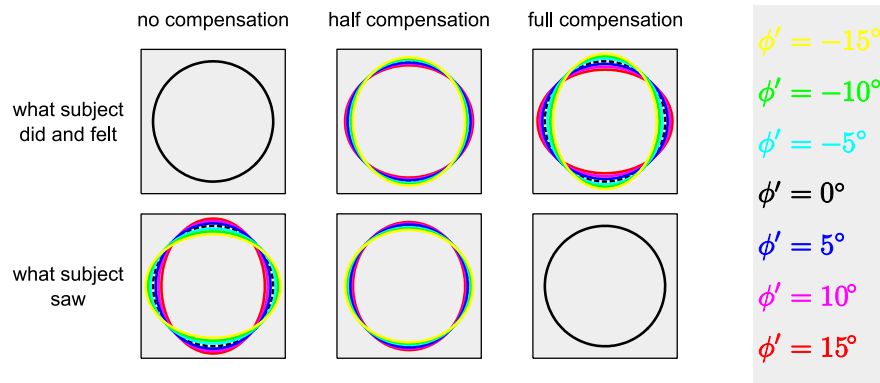 no compensation half compensation full compensation
what subject
did and felt
what subject
saw
ϕ′ = −15°
ϕ′ = −10°
ϕ′ = −5°
ϕ′ = 0°
ϕ′ = 5°
ϕ′ = 10°
ϕ′ = 15°